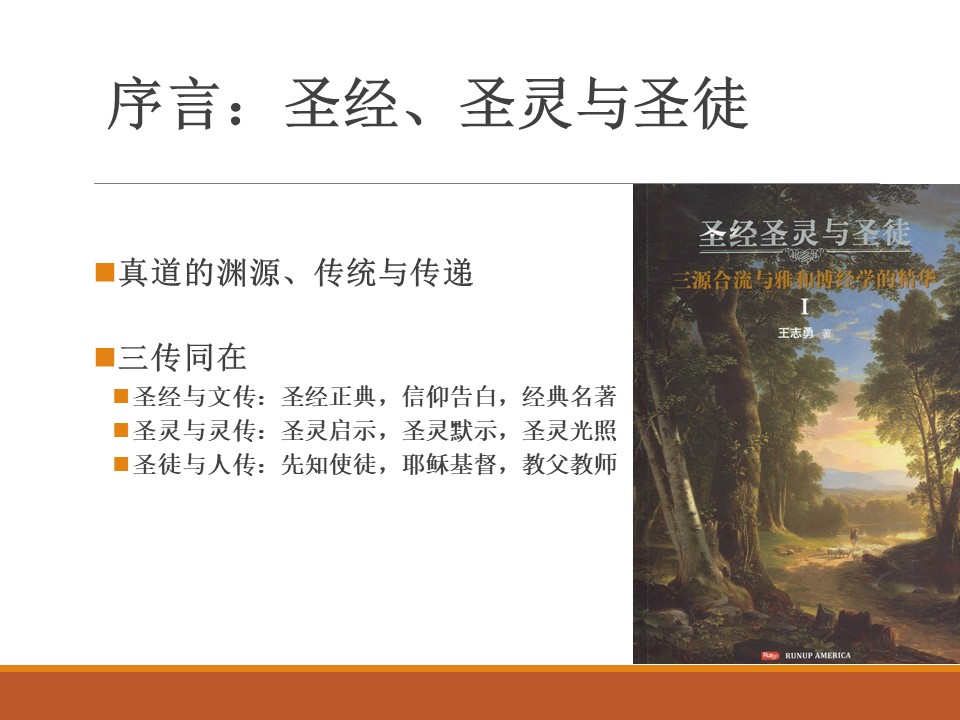 序言：圣经、圣灵与圣徒
真道的渊源、传统与传递
三传同在
圣经与文传：圣经正典，信仰告白，经典名著
圣灵与灵传：圣灵启示，圣灵默示，圣灵光照
圣徒与人传：先知使徒，耶稣基督，教父教师
圣经圣灵与圣徒
三源合流与雅和博经学的精华
I
王志勇 著
RUNUP AMERICA